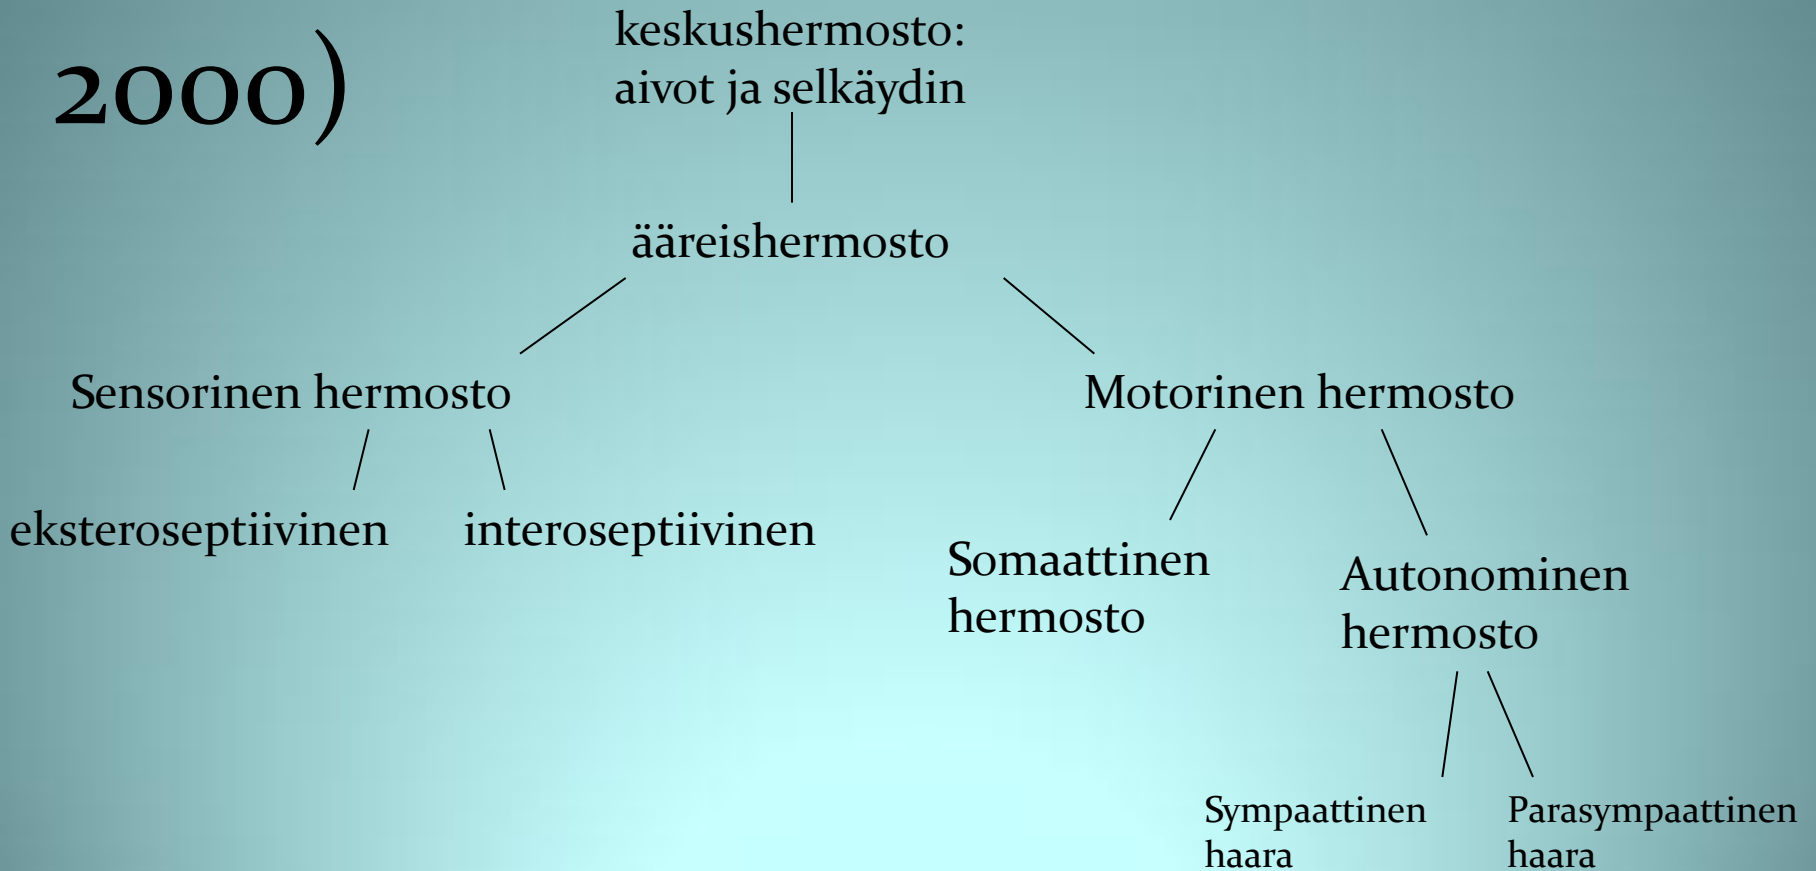 2000)
keskushermosto:
aivot ja selkäydin
ääreishermosto
Sensorinen hermosto
Motorinen hermosto
eksteroseptiivinen
interoseptiivinen
Somaattinen
hermosto
Autonominen
hermosto
Sympaattinen
haara
Parasympaattinen
haara